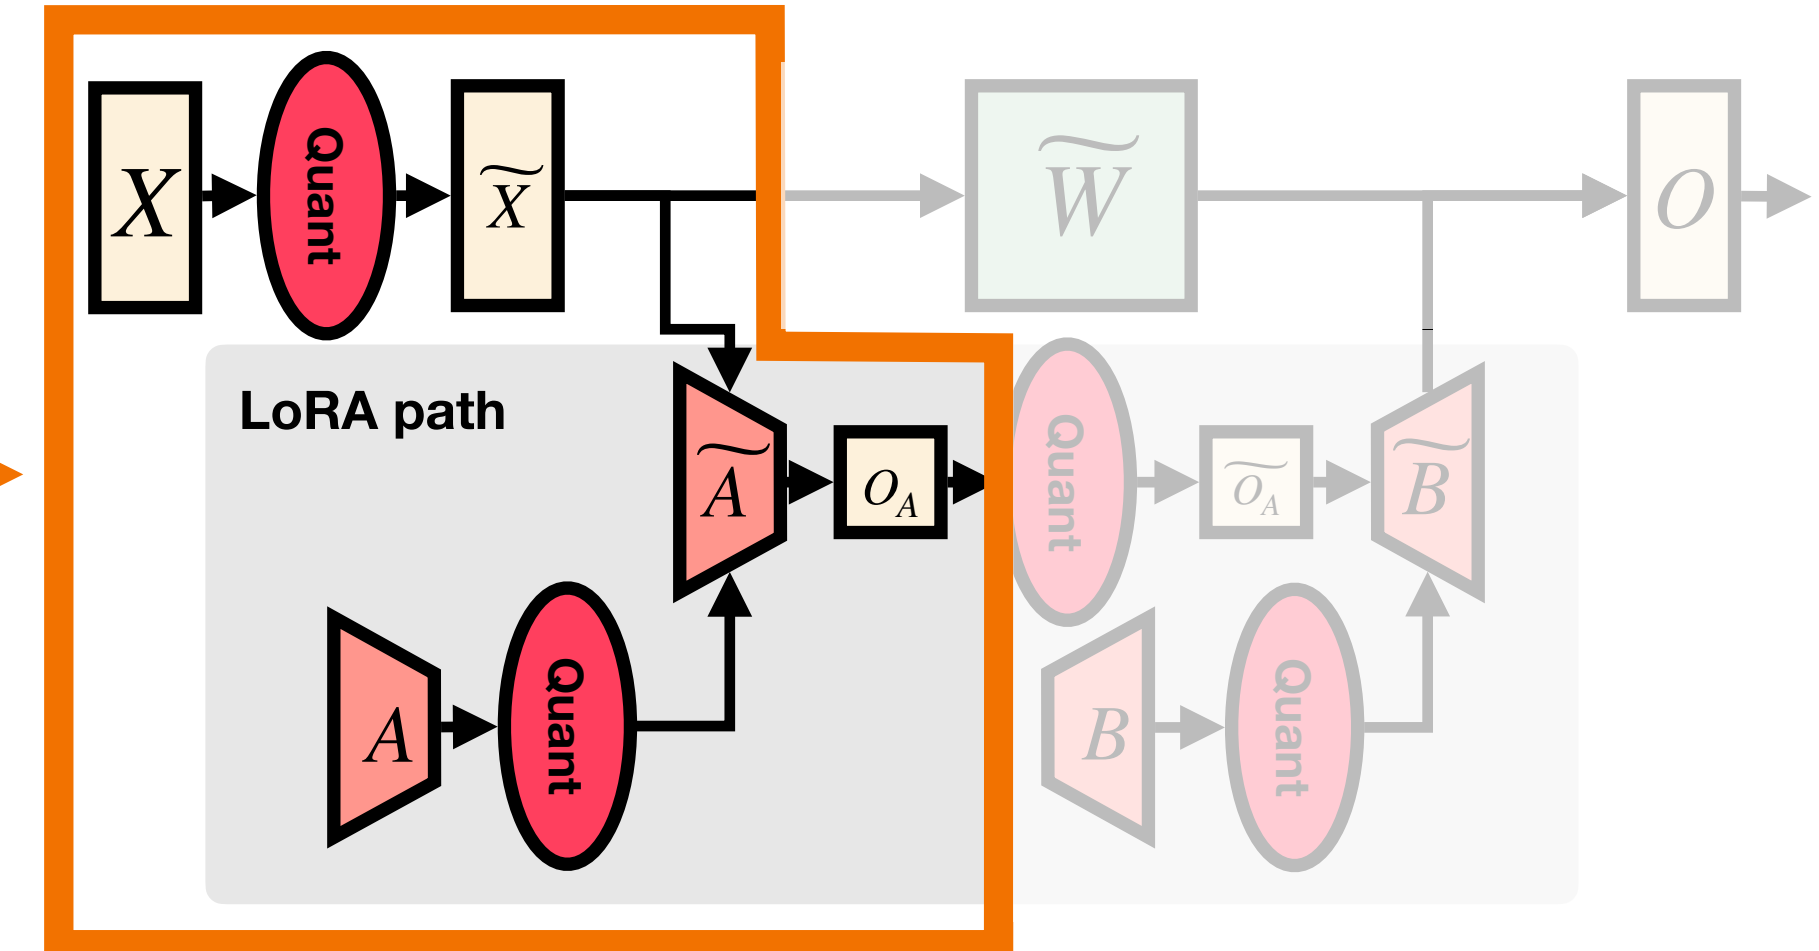 X
Quant
X̃
W̃
O
LoRA path
Ã
O_A
Quant
Õ_A
B̃
A
Quant
B
Quant